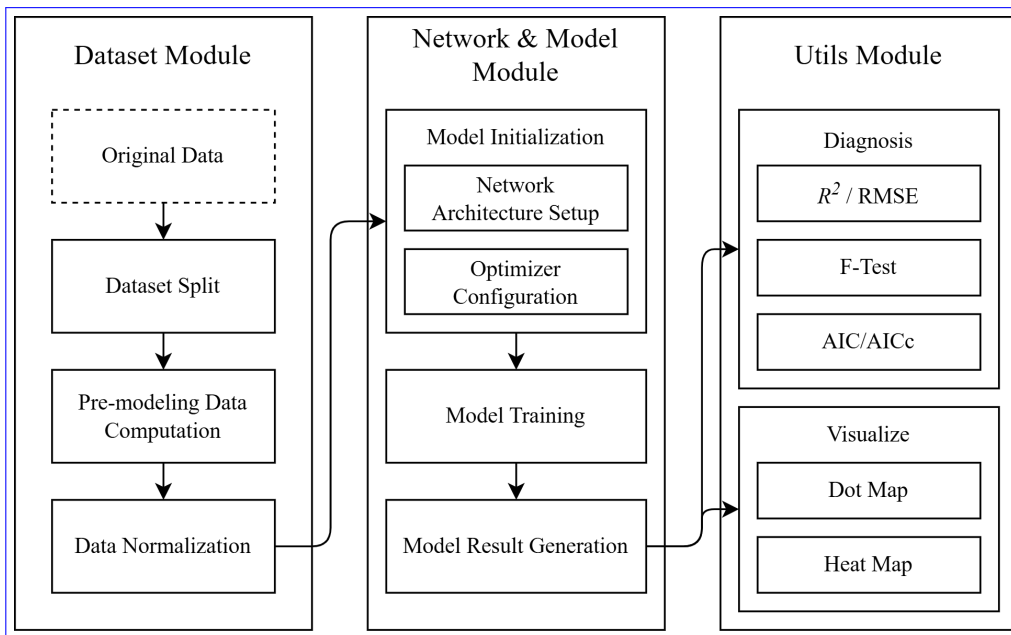 Dataset Module
Original Data
Dataset Split
Pre-modeling Data
Computation
Data Normalization
Network & Model
Module
Model Initialization
Network
Architecture Setup
Optimizer
Configuration
Model Training
Model Result Generation
Utils Module
Diagnosis
R² / RMSE
F-Test
AIC/AICc
Visualize
Dot Map
Heat Map